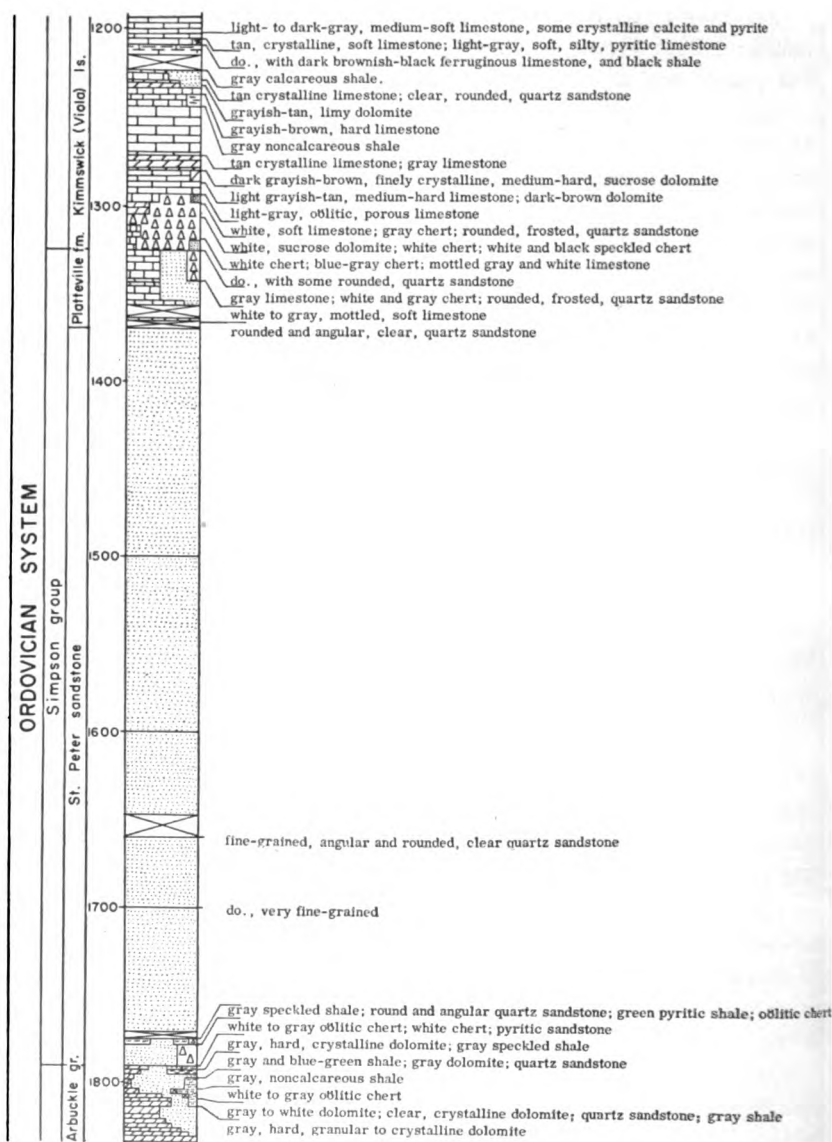 ORDOVICIAN SYSTEM
Simpson group
Arbuckle gr.
St. Peter sandstone
Platteville fm.
Kimmswick (Viola) ls.
1200
1300
1400
1500
1600
1700
1800
light- to dark-gray, medium-soft limestone, some crystalline calcite and pyrite
tan, crystalline, soft limestone; light-gray, soft, silty, pyritic limestone
do., with dark brownish-black ferruginous limestone, and black shale
gray calcareous shale.
tan crystalline limestone; clear, rounded, quartz sandstone
grayish-tan, limy dolomite
grayish-brown, hard limestone
gray noncalcareous shale
tan crystalline limestone; gray limestone
dark grayish-brown, finely crystalline, medium-hard, sucrose dolomite
light grayish-tan, medium-hard limestone; dark-brown dolomite
light-gray, oölitic, porous limestone
white, soft limestone; gray chert; rounded, frosted, quartz sandstone
white, sucrose dolomite; white chert; white and black speckled chert
white chert; blue-gray chert; mottled gray and white limestone
do., with some rounded, quartz sandstone
gray limestone; white and gray chert; rounded, frosted, quartz sandstone
white to gray, mottled, soft limestone
rounded and angular, clear, quartz sandstone
fine-grained, angular and rounded, clear quartz sandstone
do., very fine-grained
gray speckled shale; round and angular quartz sandstone; green pyritic shale; oölitic chert
white to gray oölitic chert; white chert; pyritic sandstone
gray, hard, crystalline dolomite; gray speckled shale
gray and blue-green shale; gray dolomite; quartz sandstone
gray, noncalcareous shale
white to gray oölitic chert
gray to white dolomite; clear, crystalline dolomite; quartz sandstone; gray shale
gray, hard, granular to crystalline dolomite